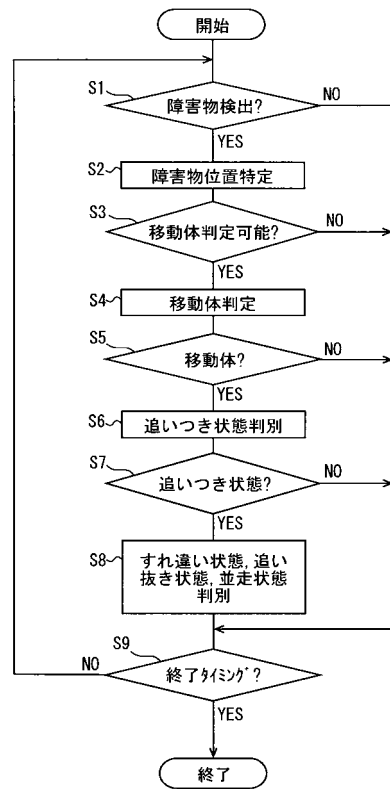 開始
S1
障害物検出?
NO
YES
S2
障害物位置特定
S3
移動体判定可能?
NO
YES
S4
移動体判定
S5
移動体?
NO
YES
S6
追いつき状態判別
S7
追いつき状態?
NO
YES
S8
すれ違い状態, 追い
抜き状態, 並走状態
判別
S9
NO
終了ﾀｲﾐﾝｸﾞ?
YES
終了